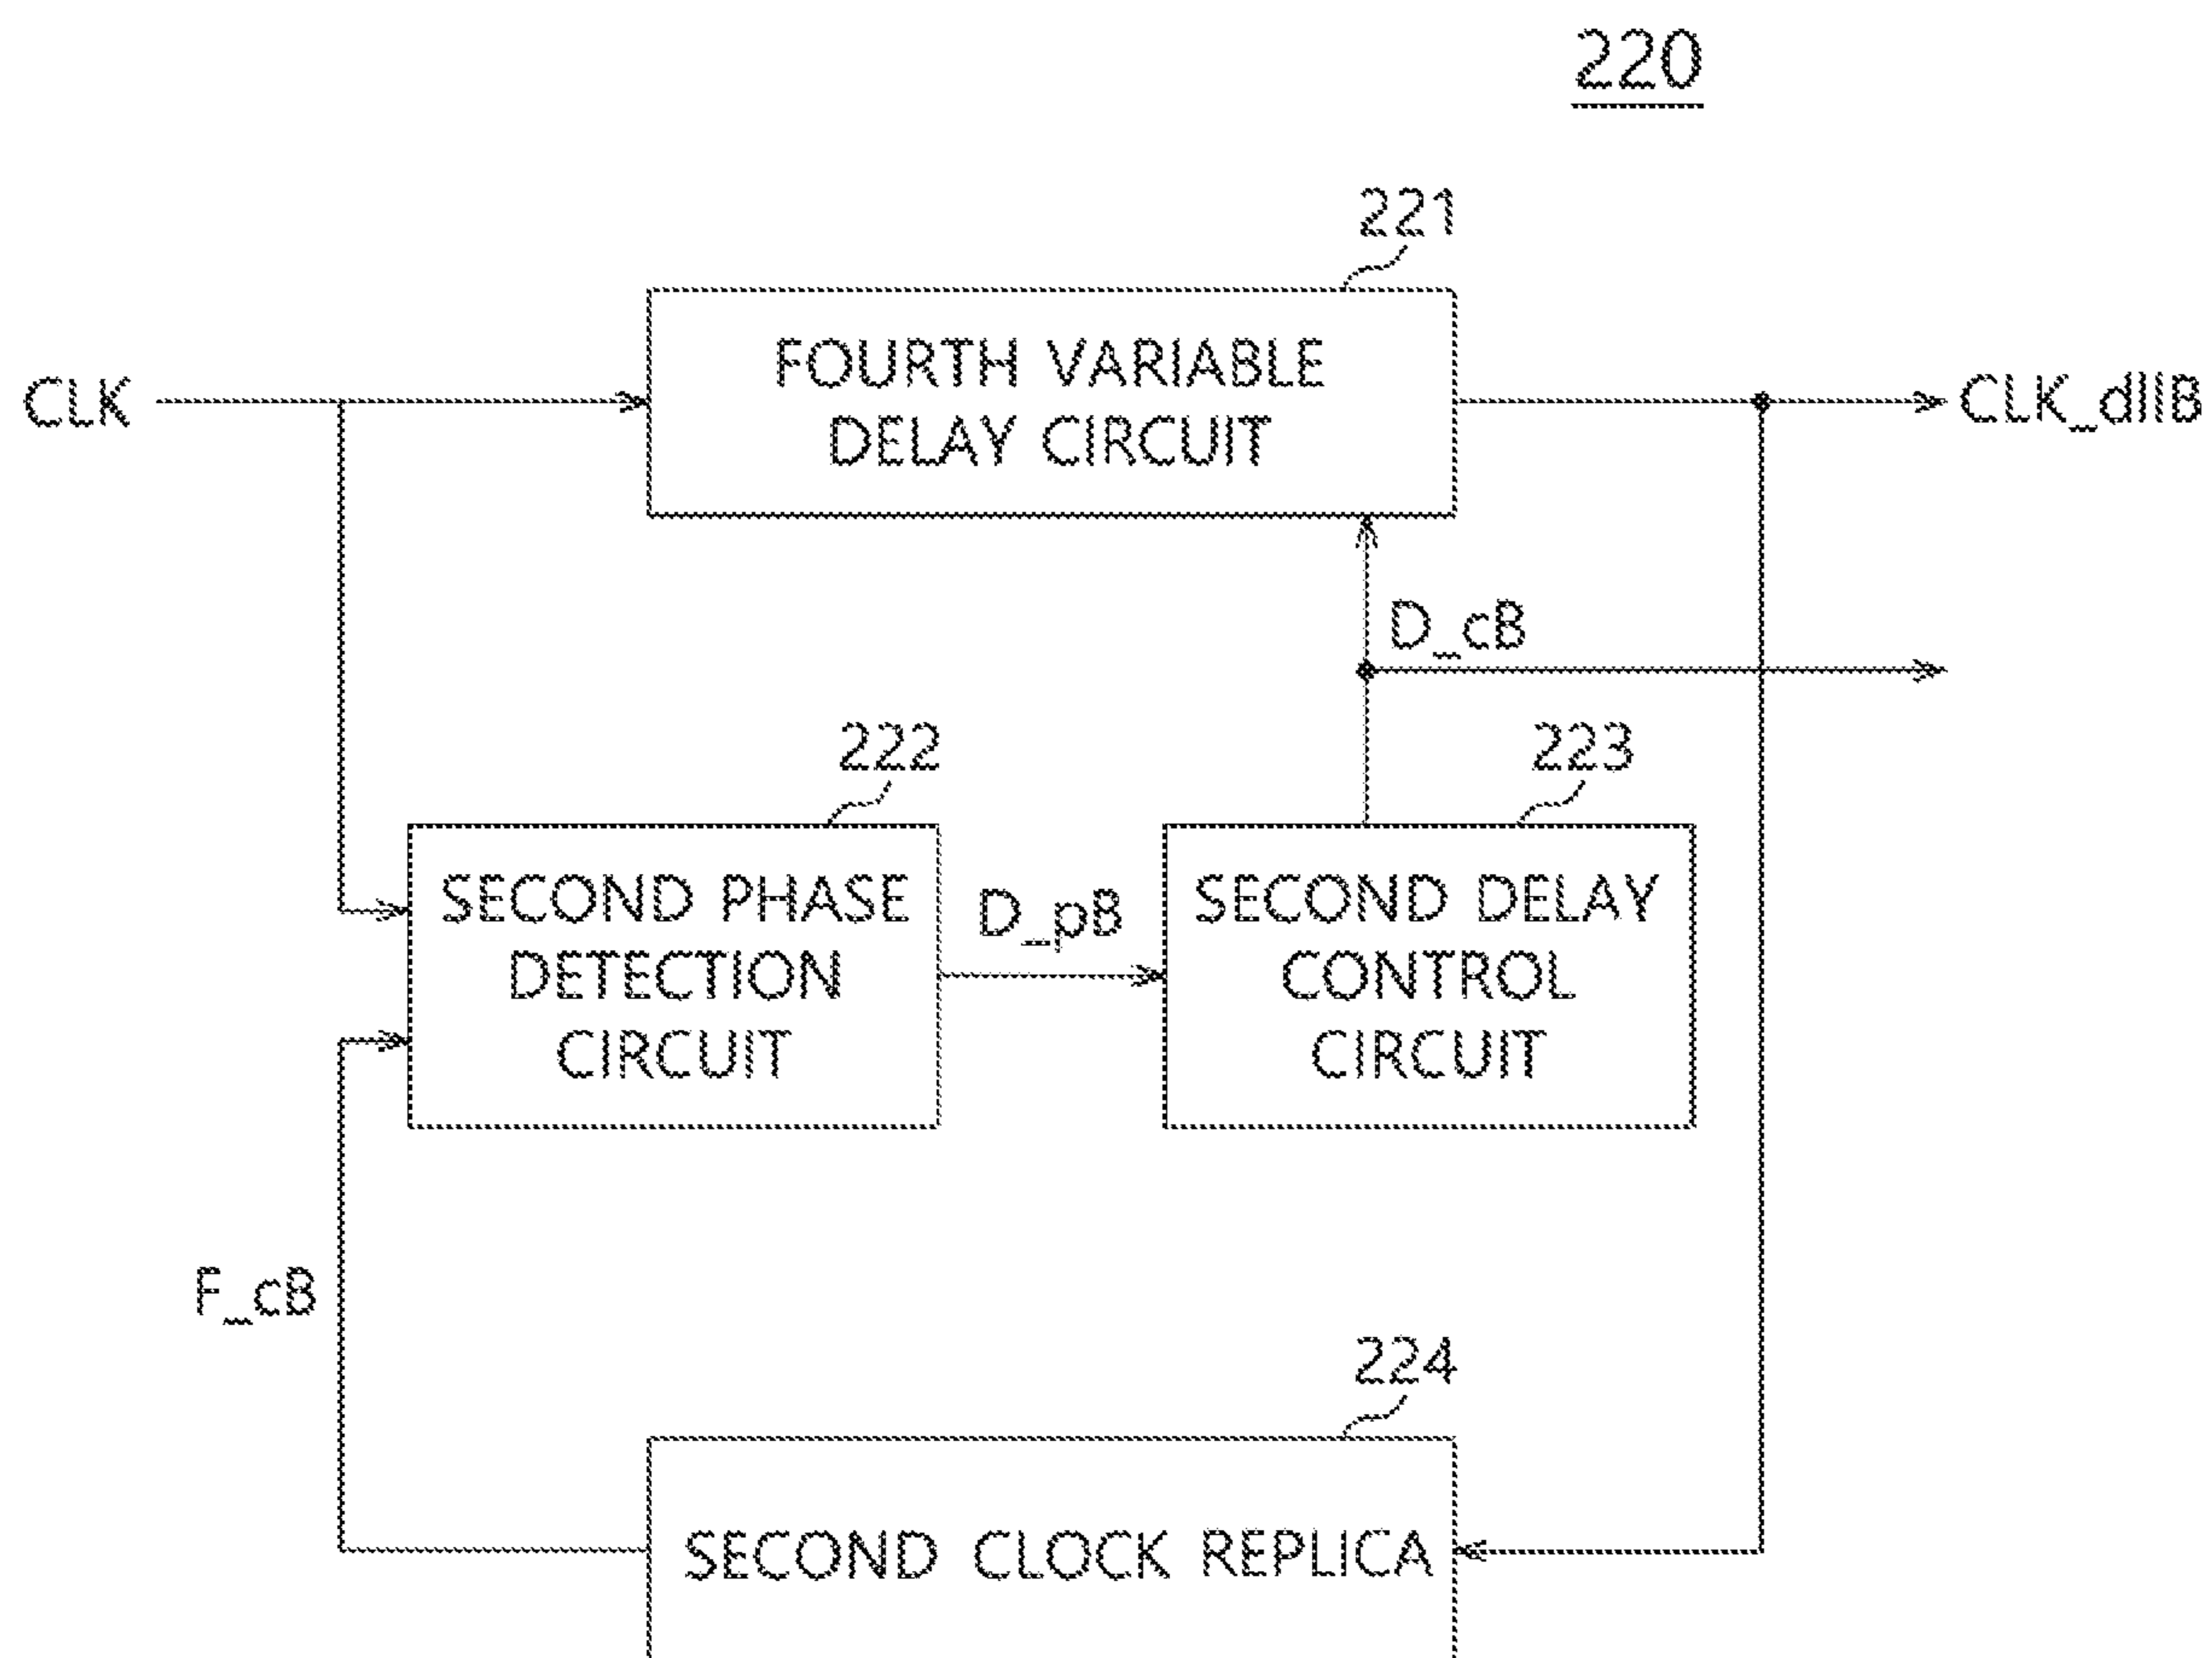 220
221
FOURTH VARIABLE
DELAY CIRCUIT
CLK
CLK_dllB
D_cB
222
223
SECOND PHASE
DETECTION
CIRCUIT
D_pB
SECOND DELAY
CONTROL
CIRCUIT
F_cB
224
SECOND CLOCK REPLICA